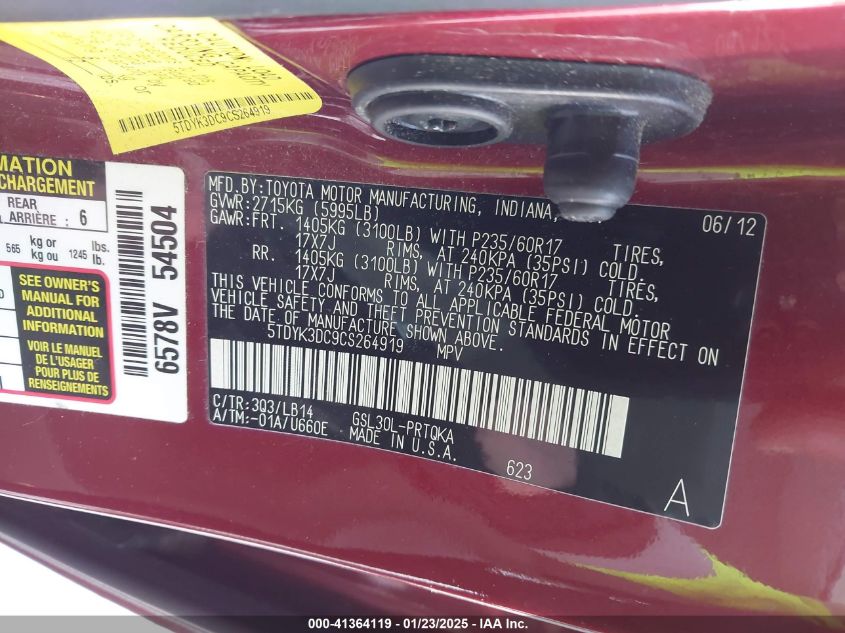 5TDYK3DC9CS264919
MATION
CHARGEMENT
REAR
ARRIÈRE : 6
565 kg or kg ou 1245 lbs. lb.
SEE OWNER'S
MANUAL FOR
ADDITIONAL
INFORMATION
VOIR LE MANUEL
DE L'USAGER
POUR PLUS DE
RENSEIGNEMENTS
6578V 54504
MFD.BY:TOYOTA MOTOR MANUFACTURING, INDIANA, 06/12
GVWR:2715KG (5995LB)
GAWR:FRT. 1405KG (3100LB) WITH P235/60R17 TIRES,
17X7J RIMS, AT 240KPA (35PSI) COLD.
RR. 1405KG (3100LB) WITH P235/60R17 TIRES,
17X7J RIMS, AT 240KPA (35PSI) COLD.
THIS VEHICLE CONFORMS TO ALL APPLICABLE FEDERAL MOTOR
VEHICLE SAFETY AND THEFT PREVENTION STANDARDS IN EFFECT ON
THE DATE OF MANUFACTURE SHOWN ABOVE.
5TDYK3DC9CS264919 MPV
C/TR:3Q3/LB14 GSL30L-PRTQKA
A/TM:-01A/U660E MADE IN U.S.A.
623
A
000-41364119 - 01/23/2025 - IAA Inc.